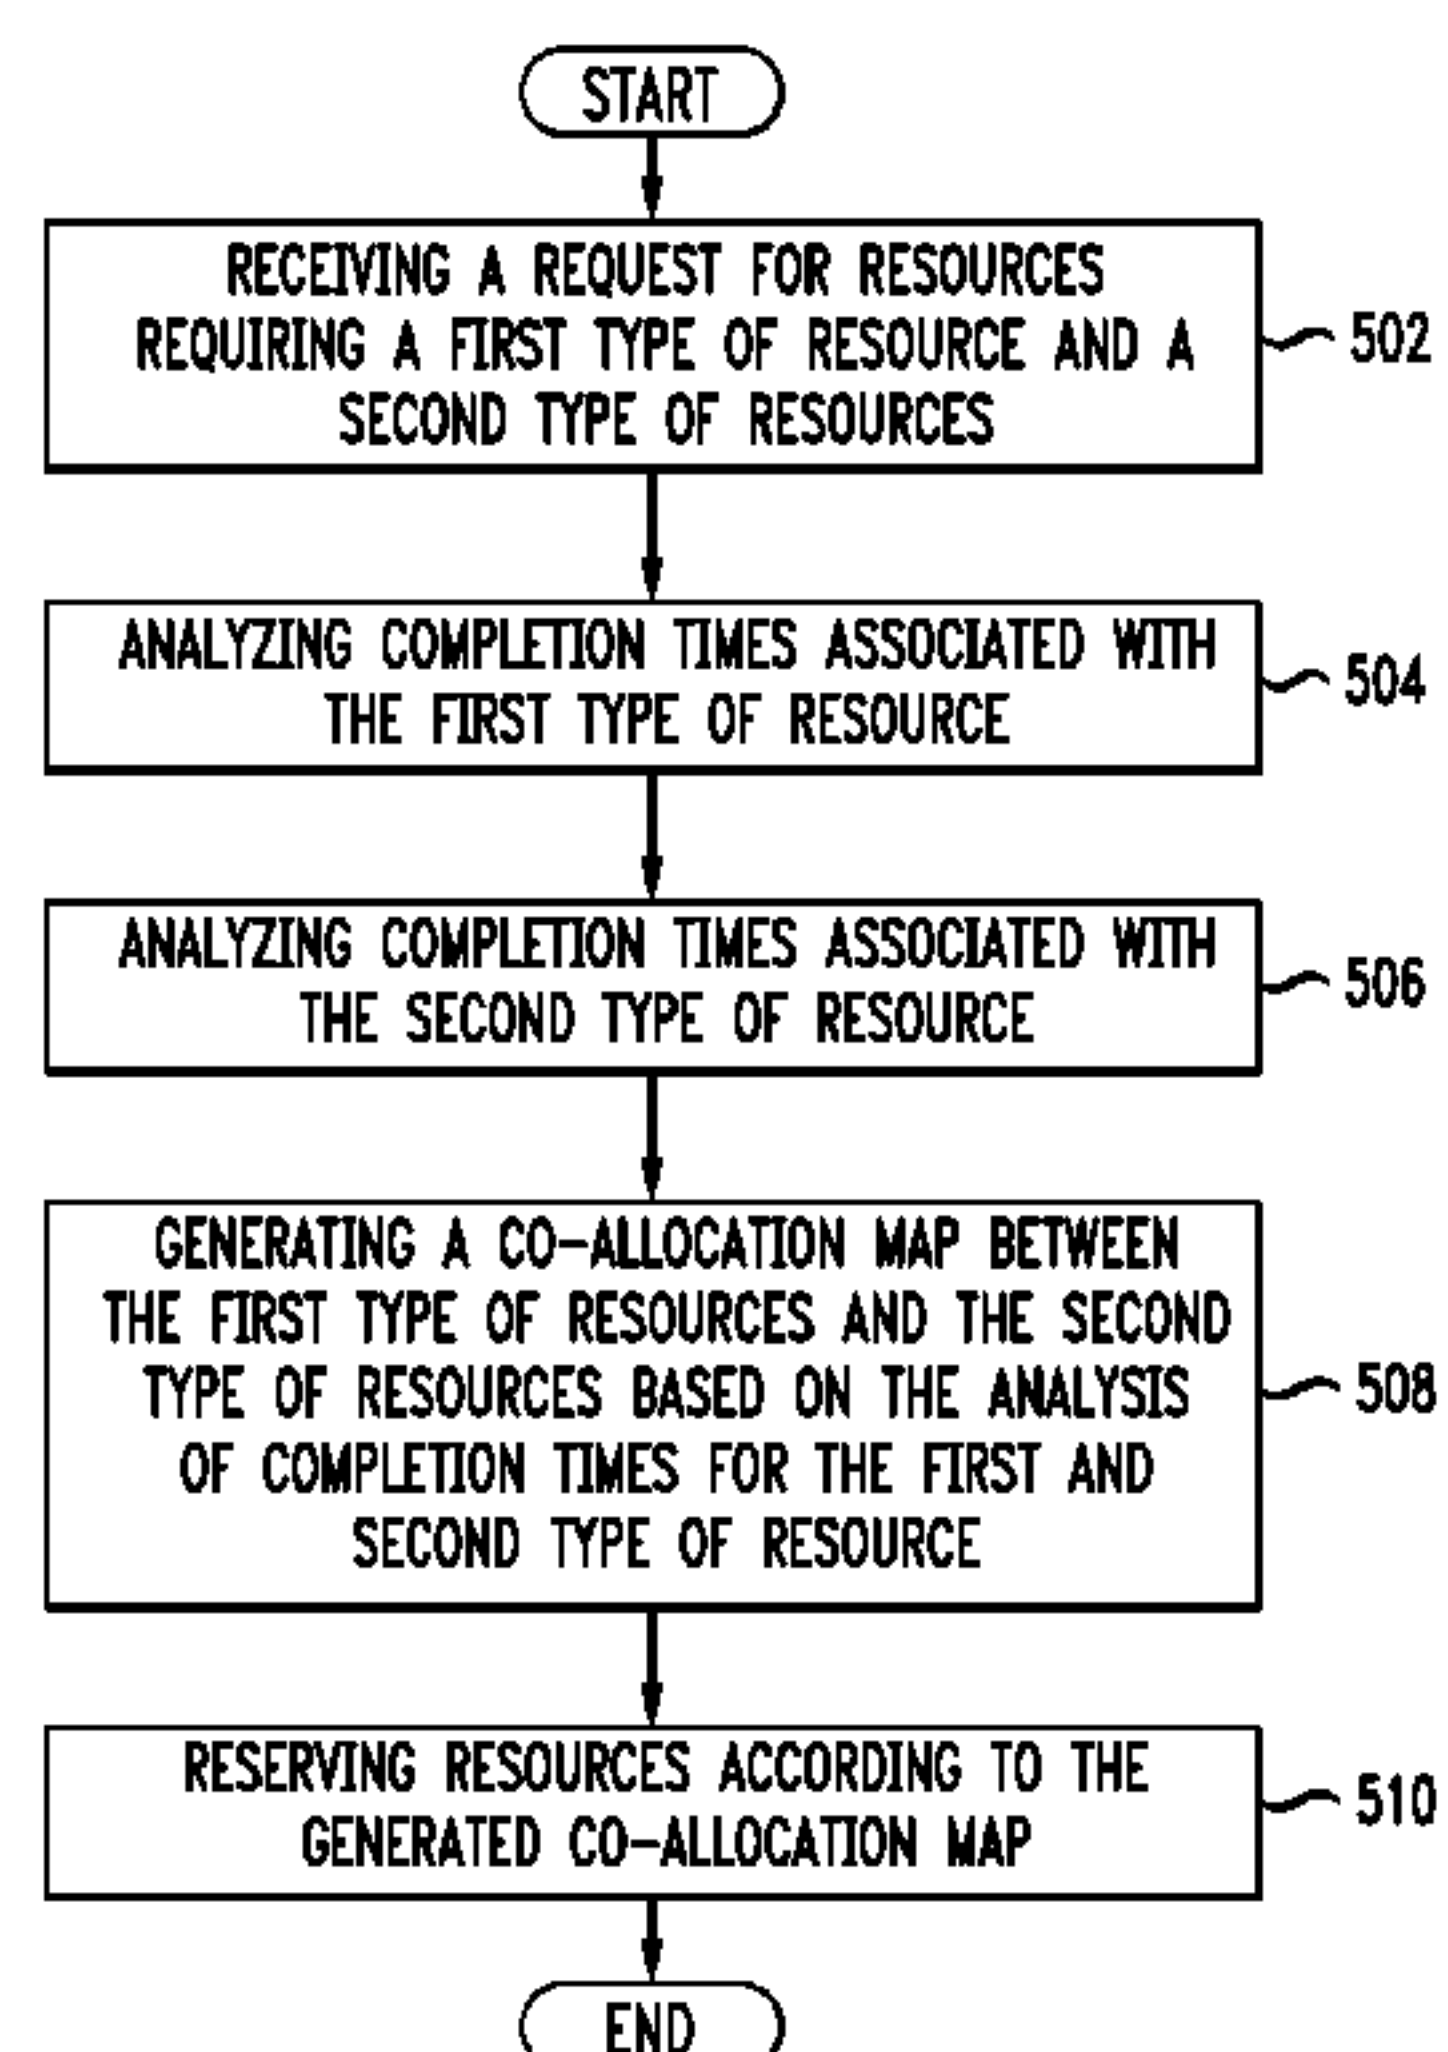 START
RECEIVING A REQUEST FOR RESOURCES
REQUIRING A FIRST TYPE OF RESOURCE AND A
SECOND TYPE OF RESOURCES
502
ANALYZING COMPLETION TIMES ASSOCIATED WITH
THE FIRST TYPE OF RESOURCE
504
ANALYZING COMPLETION TIMES ASSOCIATED WITH
THE SECOND TYPE OF RESOURCE
506
GENERATING A CO-ALLOCATION MAP BETWEEN
THE FIRST TYPE OF RESOURCES AND THE SECOND
TYPE OF RESOURCES BASED ON THE ANALYSIS
OF COMPLETION TIMES FOR THE FIRST AND
SECOND TYPE OF RESOURCE
508
RESERVING RESOURCES ACCORDING TO THE
GENERATED CO-ALLOCATION MAP
510
END